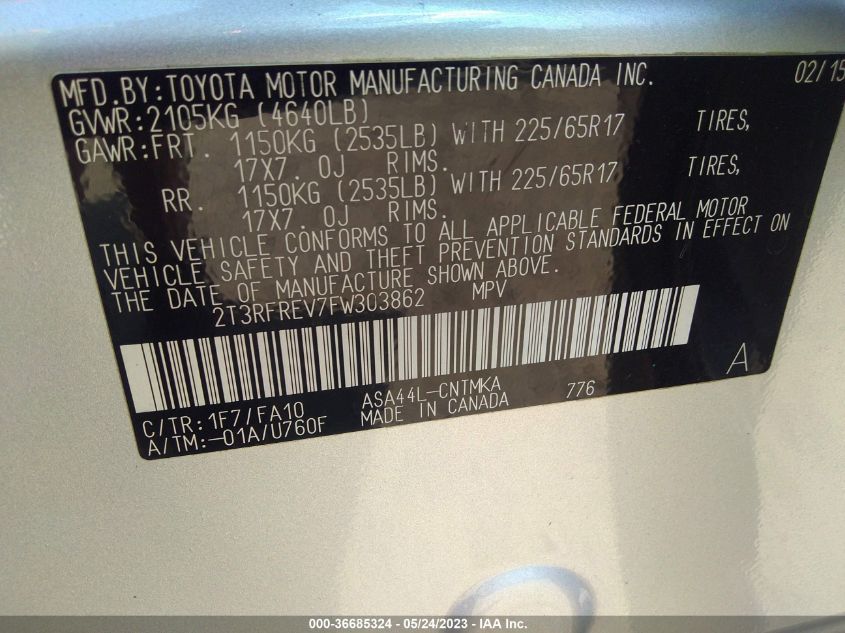 MFD.BY:TOYOTA MOTOR MANUFACTURING CANADA INC. 02/15
GVWR:2105KG (4640LB)
GAWR:FRT. 1150KG (2535LB) WITH 225/65R17 TIRES,
17X7.0J RIMS.
RR. 1150KG (2535LB) WITH 225/65R17 TIRES,
17X7.0J RIMS.
THIS VEHICLE CONFORMS TO ALL APPLICABLE FEDERAL MOTOR
VEHICLE SAFETY AND THEFT PREVENTION STANDARDS IN EFFECT ON
THE DATE OF MANUFACTURE SHOWN ABOVE.
2T3RFREV7FW303862 MPV
A
ASA44L-CNTMKA 776
C/TR:1F7/FA10 MADE IN CANADA
A/TM:-01A/U760F
000-36685324 / 05/24/2023 - IAA Inc.